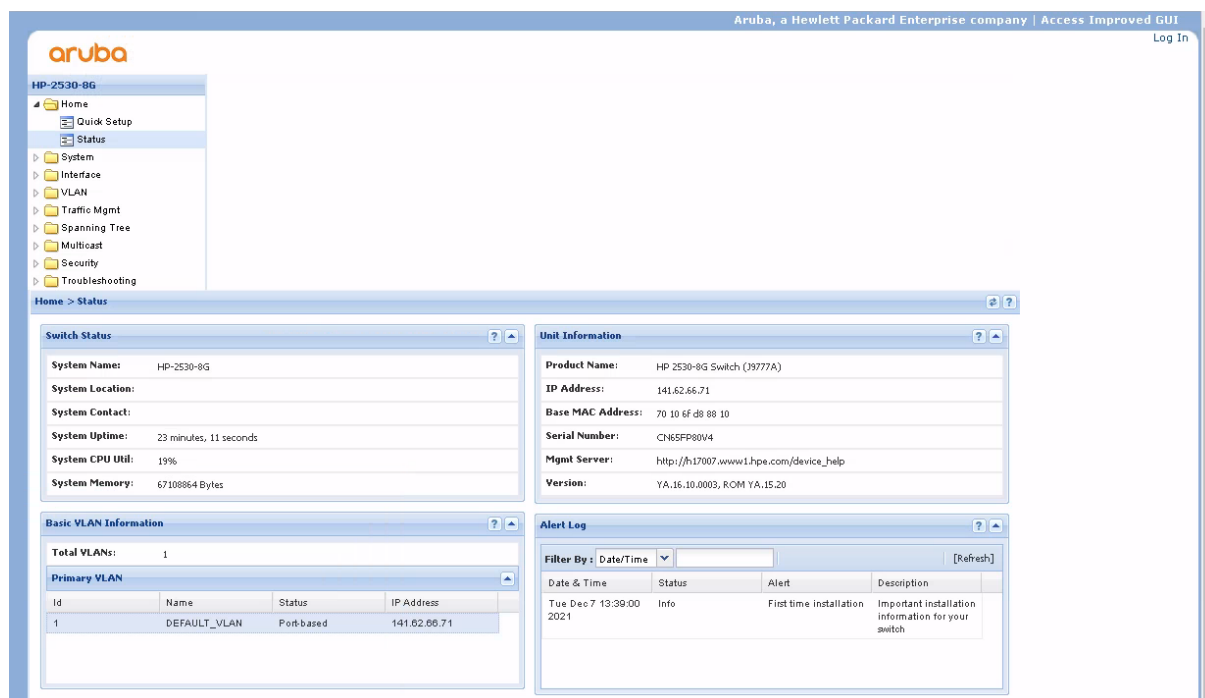 Aruba, a Hewlett Packard Enterprise company | Access Improved GUI
Log In
aruba
HP-2530-8G
Home
Quick Setup
Status
System
Interface
VLAN
Traffic Mgmt
Spanning Tree
Multicast
Security
Troubleshooting
Home > Status
Switch Status
System Name: HP-2530-8G
System Location:
System Contact:
System Uptime: 23 minutes, 11 seconds
System CPU Util: 19%
System Memory: 67108864 Bytes
Unit Information
Product Name: HP 2530-8G Switch (J9777A)
IP Address: 141.62.66.71
Base MAC Address: 70 10 6f d8 88 10
Serial Number: CN65FP80V4
Mgmt Server: http://h17007.www1.hpe.com/device_help
Version: YA.16.10.0003, ROM YA.15.20
Basic VLAN Information
Total VLANs: 1
Primary VLAN
Id Name Status IP Address
1 DEFAULT_VLAN Port-based 141.62.66.71
Alert Log
Filter By : Date/Time [Refresh]
Date & Time Status Alert Description
Tue Dec 7 13:39:00 Info First time installation Important installation
2021 information for your
switch